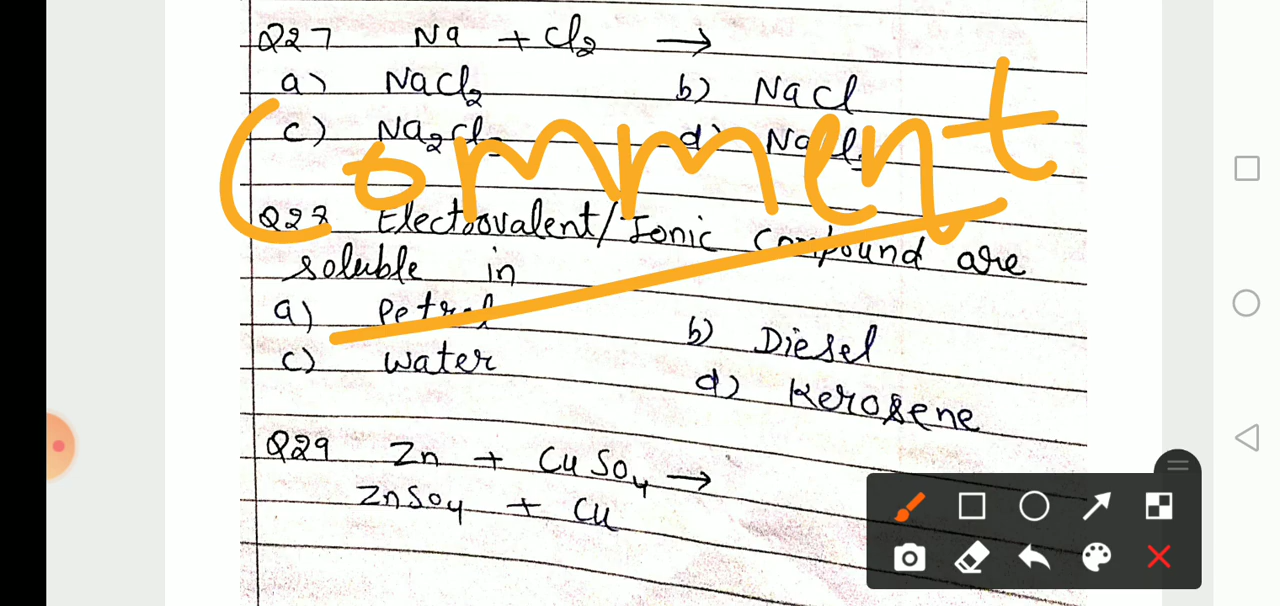 Q27 Na + Cl₂ →
a) NaCl₂ b) NaCl
c) Na₂Cl₂ d)
Comment
Q28 Electrovalent/Ionic Compound are
soluble in
a) Petrol b) Diesel
c) Water d) Kerosene
Q29 Zn + CuSO₄ →
ZnSO₄ + Cu